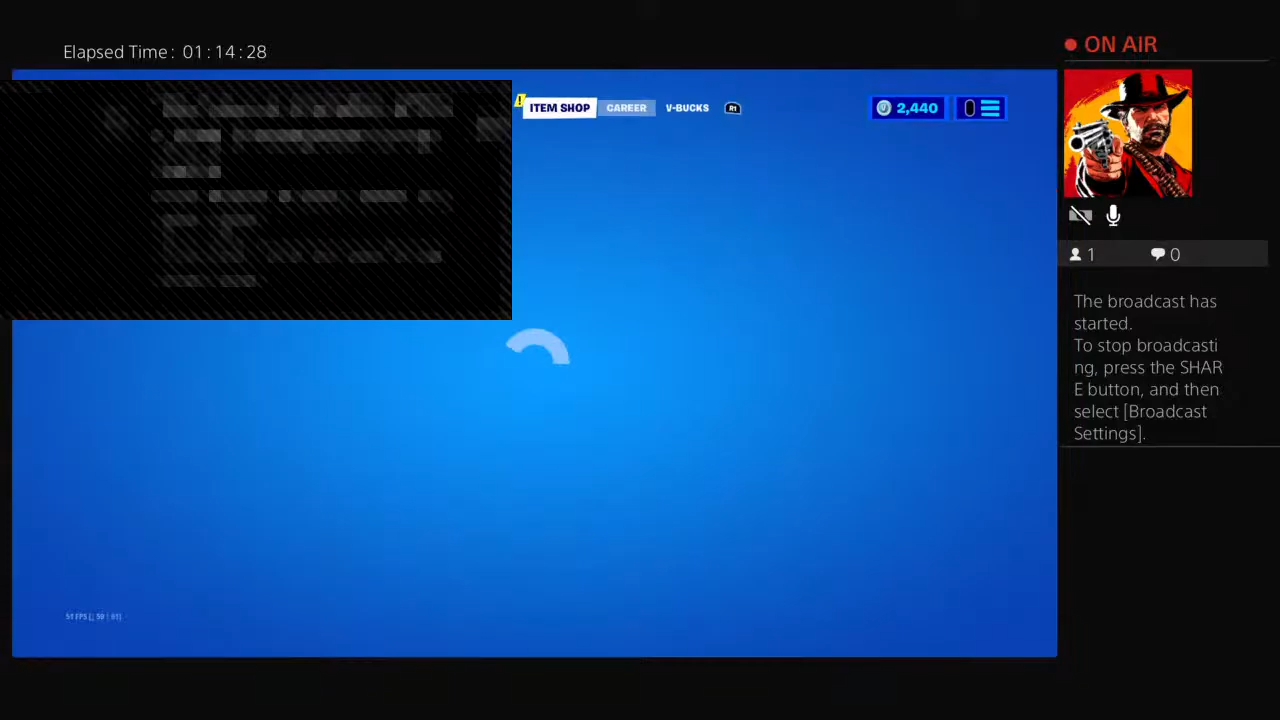 Elapsed Time: 01:14:28
ON AIR
ITEM SHOP CAREER V-BUCKS R1
2,440
1 0
The broadcast has
started.
To stop broadcasti
ng, press the SHAR
E button, and then
select [Broadcast
Settings].